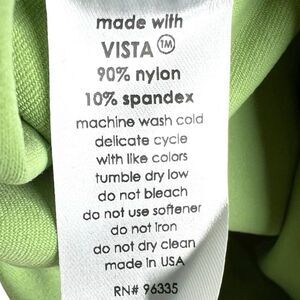 made with
VISTA™
90% nylon
10% spandex
machine wash cold
delicate cycle
with like colors
tumble dry low
do not bleach
do not use softener
do not iron
do not dry clean
made in USA
RN# 96335